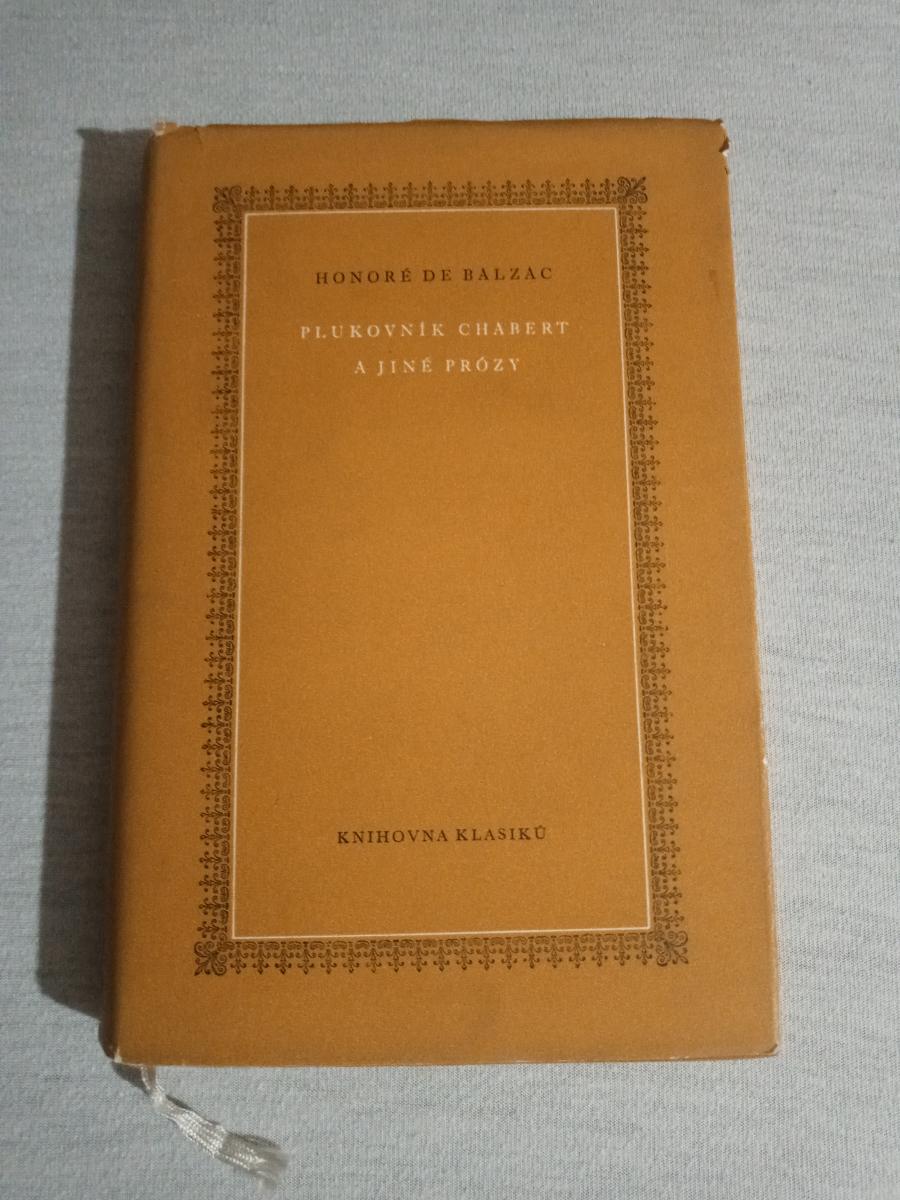 HONORÉ DE BALZAC
PLUKOVNÍK CHABERT
A JINÉ PRÓZY
KNIHOVNA KLASIKŮ